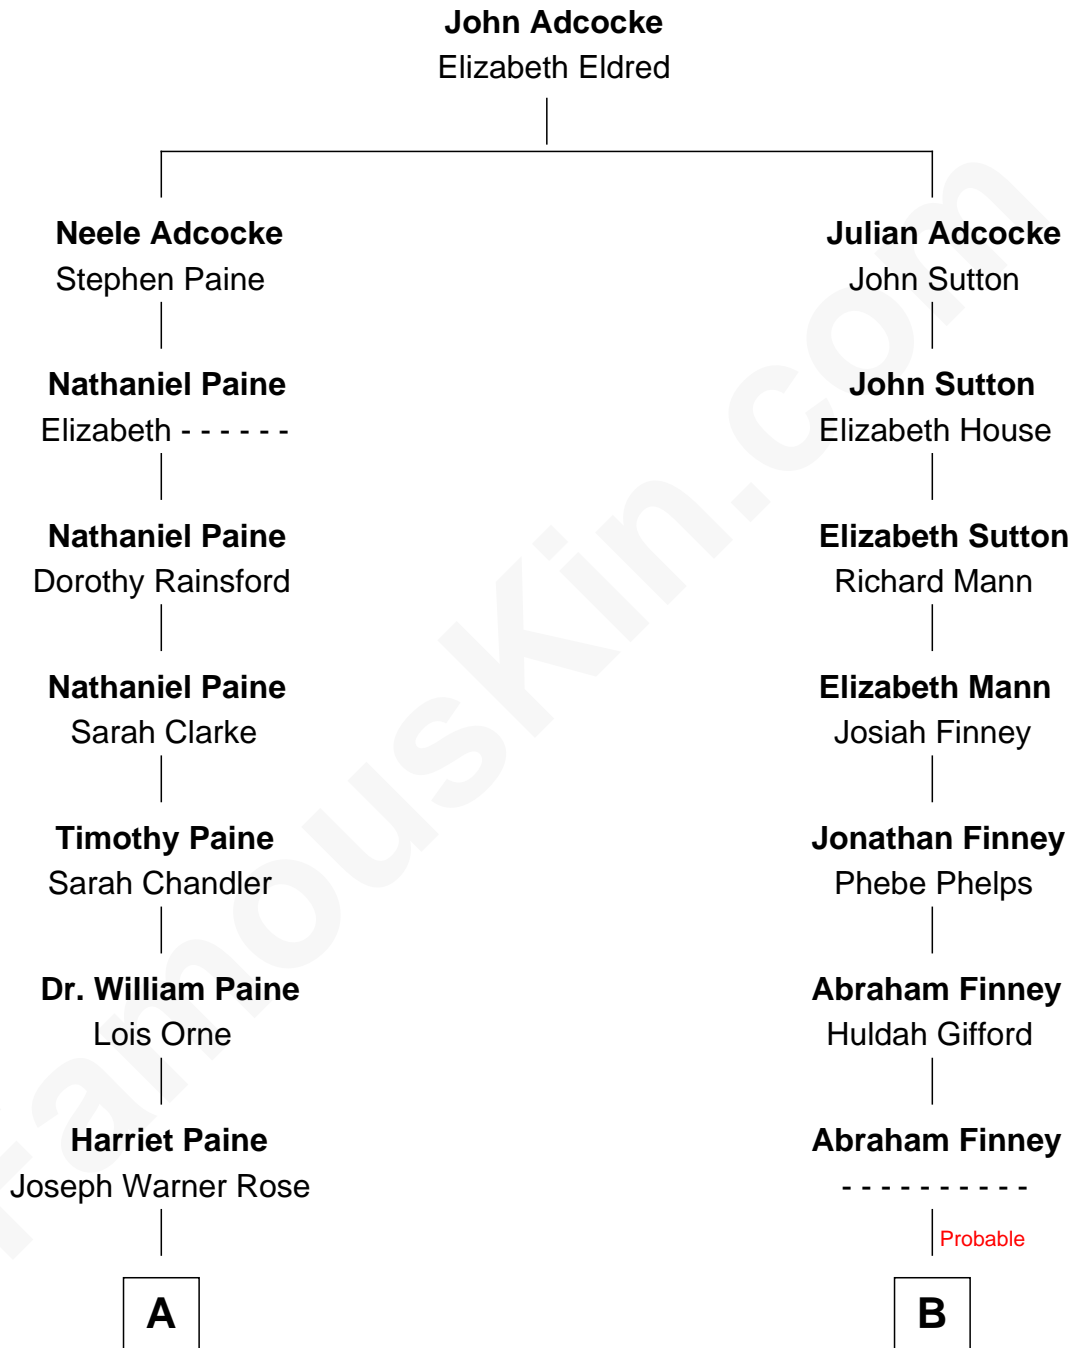 John Adcocke
Elizabeth Eldred
Neele Adcocke
Stephen Paine
Julian Adcocke
John Sutton
Nathaniel Paine
Elizabeth - - - - - -
John Sutton
Elizabeth House
Nathaniel Paine
Dorothy Rainsford
Elizabeth Sutton
Richard Mann
Nathaniel Paine
Sarah Clarke
Elizabeth Mann
Josiah Finney
Timothy Paine
Sarah Chandler
Jonathan Finney
Phebe Phelps
Dr. William Paine
Lois Orne
Abraham Finney
Huldah Gifford
Harriet Paine
Joseph Warner Rose
Abraham Finney
- - - - - - - - - -
Probable
A
B
FamousKin.com